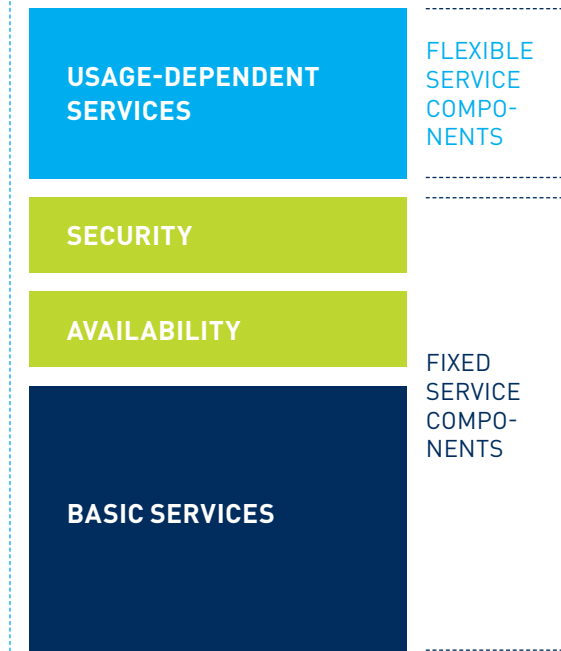 USAGE-DEPENDENT
SERVICES
FLEXIBLE
SERVICE
COMPO-
NENTS
SECURITY
AVAILABILITY
FIXED
SERVICE
COMPO-
NENTS
BASIC SERVICES